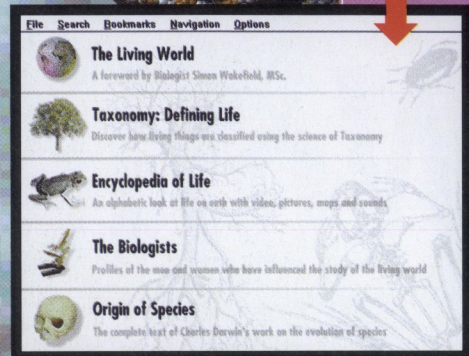 File Search Bookmarks Navigation Options
The Living World
A foreword by Biologist Simon Wakefield, MSc.
Taxonomy: Defining Life
Discover how living things are classified using the science of Taxonomy
Encyclopedia of Life
An alphabetic look at life on earth with video, pictures, maps and sounds
The Biologists
Profiles of the men and women who have influenced the study of the living world
Origin of Species
The complete text of Charles Darwin's work on the evolution of species